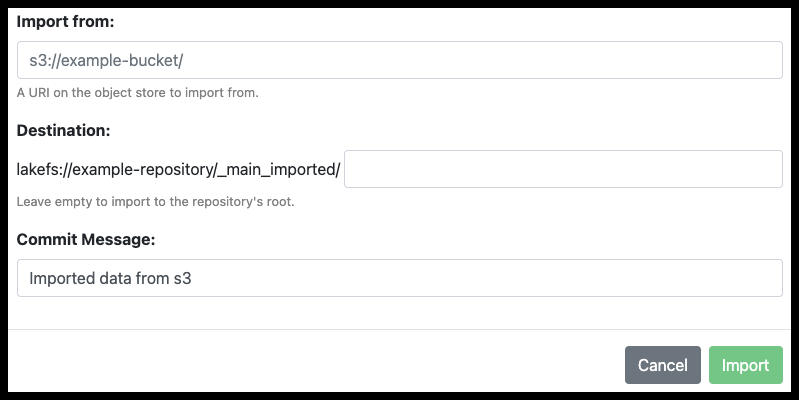 Import from:
s3://example-bucket/
A URI on the object store to import from.
Destination:
lakefs://example-repository/_main_imported/
Leave empty to import to the repository's root.
Commit Message:
Imported data from s3
Cancel Import